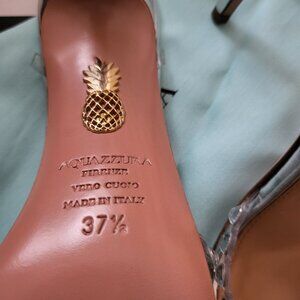 AQUAZZURA
FIRENZE
VERO CUOIO
MADE IN ITALY
37½